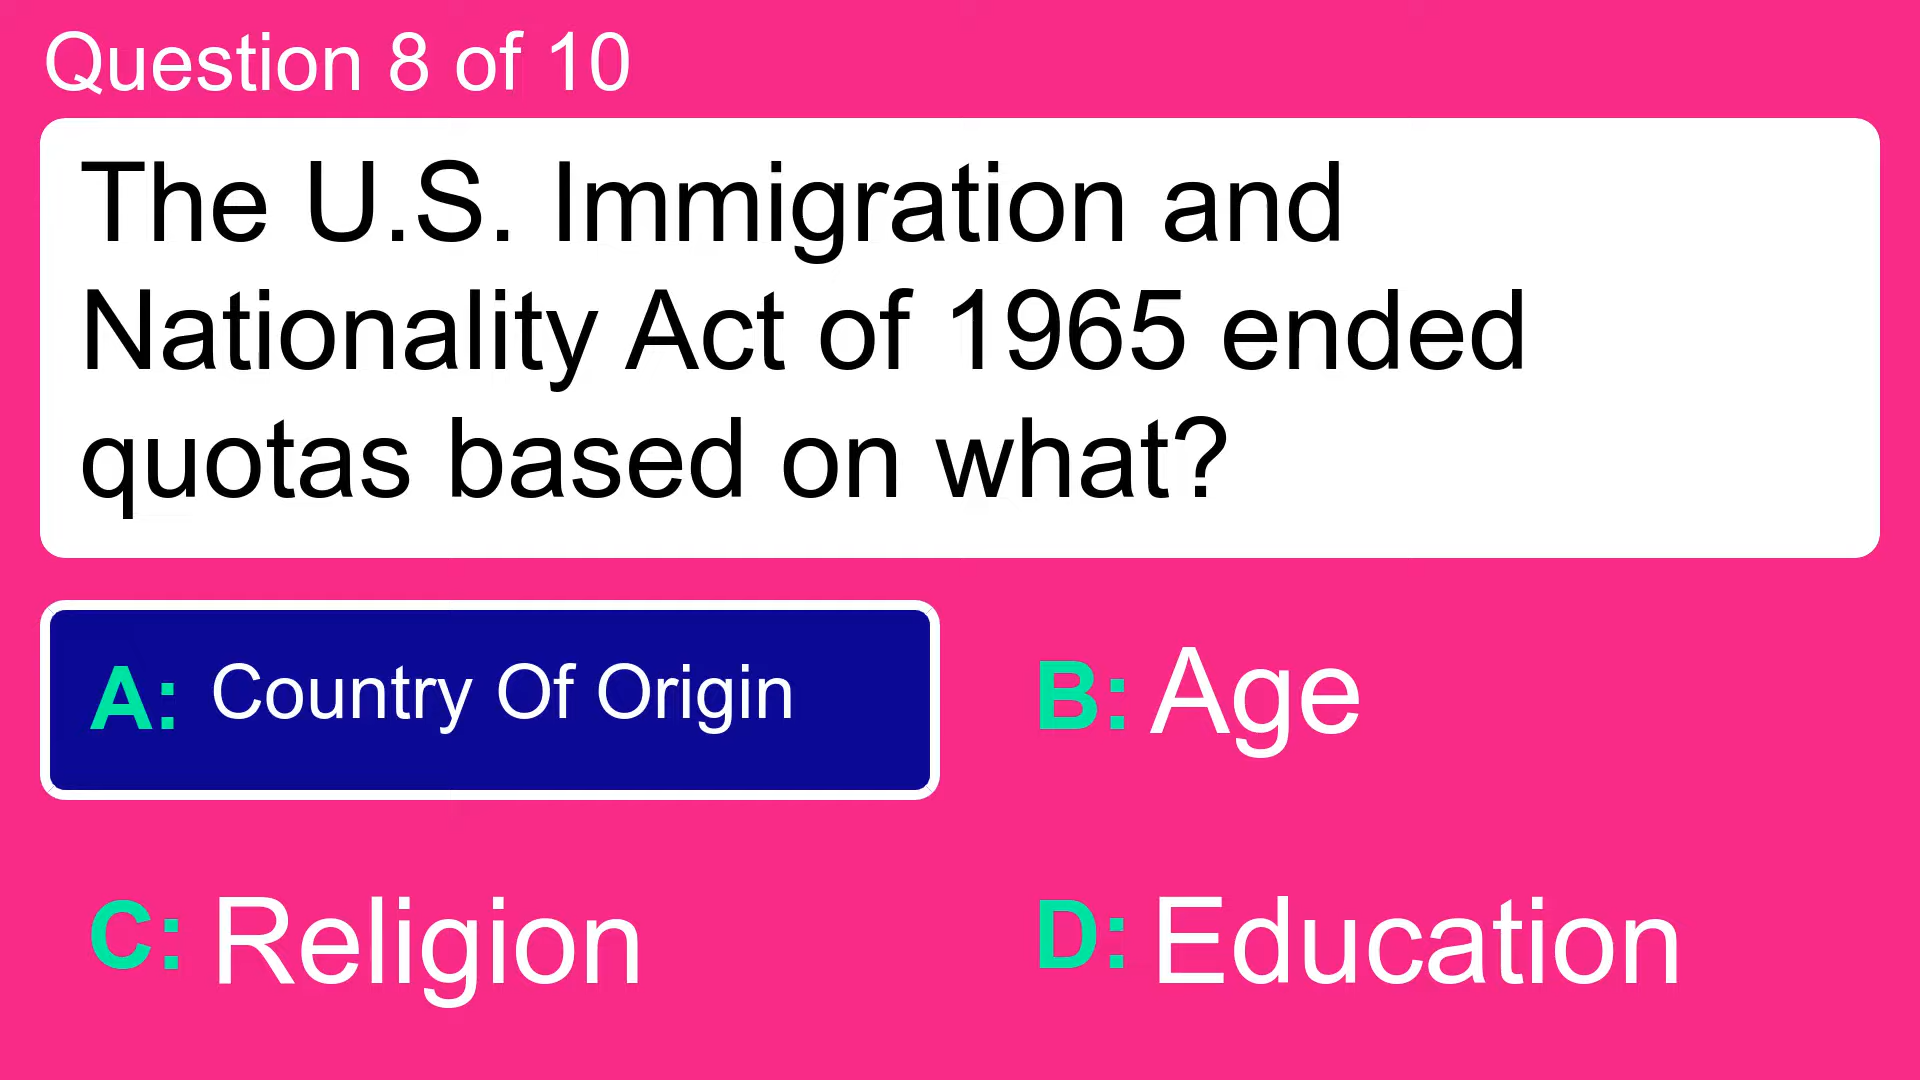 Question 8 of 10
The U.S. Immigration and
Nationality Act of 1965 ended
quotas based on what?
A: Country Of Origin
B: Age
C: Religion
D: Education